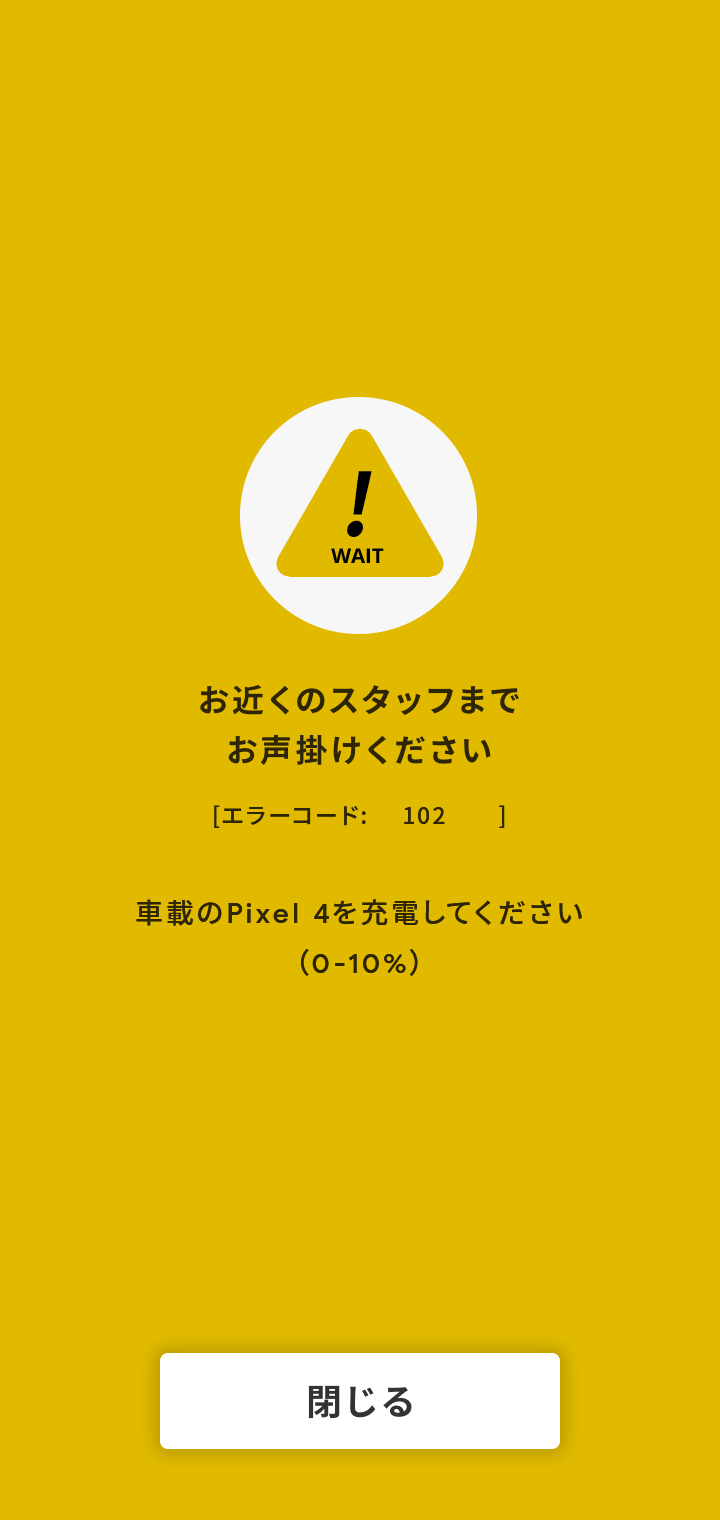 !
WAIT
お近くのスタッフまで
お声掛けください
[エラーコード: 102 ]
車載のPixel 4を充電してください
（0-10%）
閉じる